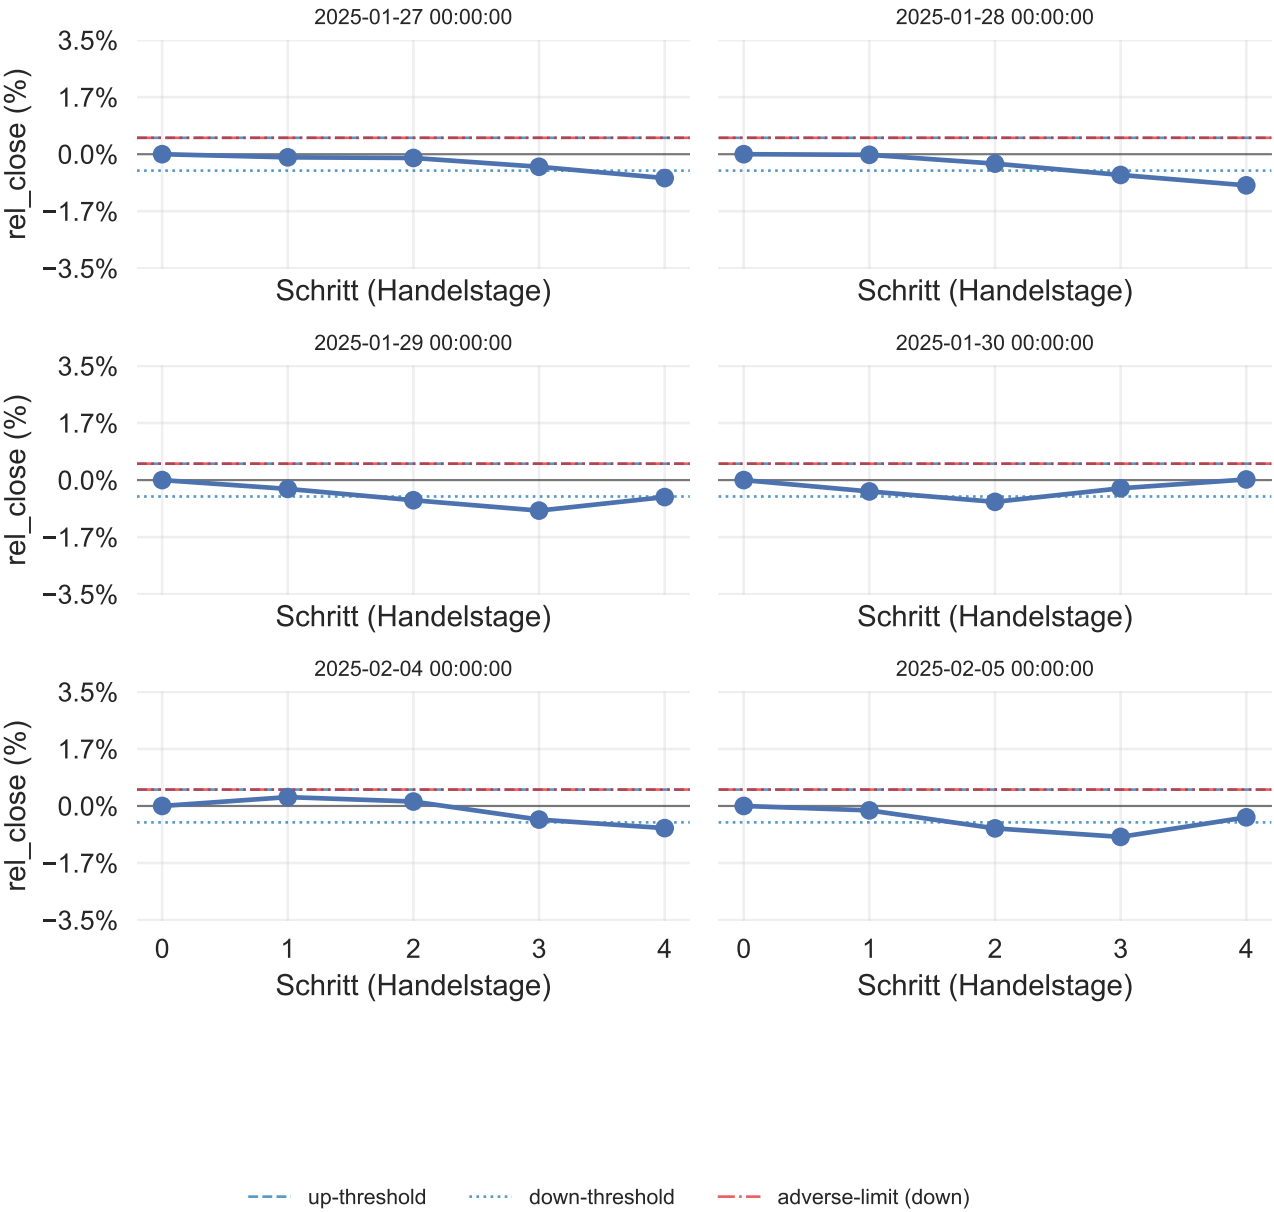 2025-01-27 00:00:00
2025-01-28 00:00:00
3.5%
1.7%
0.0%
−1.7%
−3.5%
rel_close (%)
Schritt (Handelstage)
Schritt (Handelstage)
2025-01-29 00:00:00
2025-01-30 00:00:00
3.5%
1.7%
0.0%
−1.7%
−3.5%
rel_close (%)
Schritt (Handelstage)
Schritt (Handelstage)
2025-02-04 00:00:00
2025-02-05 00:00:00
3.5%
1.7%
0.0%
−1.7%
−3.5%
rel_close (%)
0 1 2 3 4
0 1 2 3 4
Schritt (Handelstage)
Schritt (Handelstage)
up-threshold
down-threshold
adverse-limit (down)